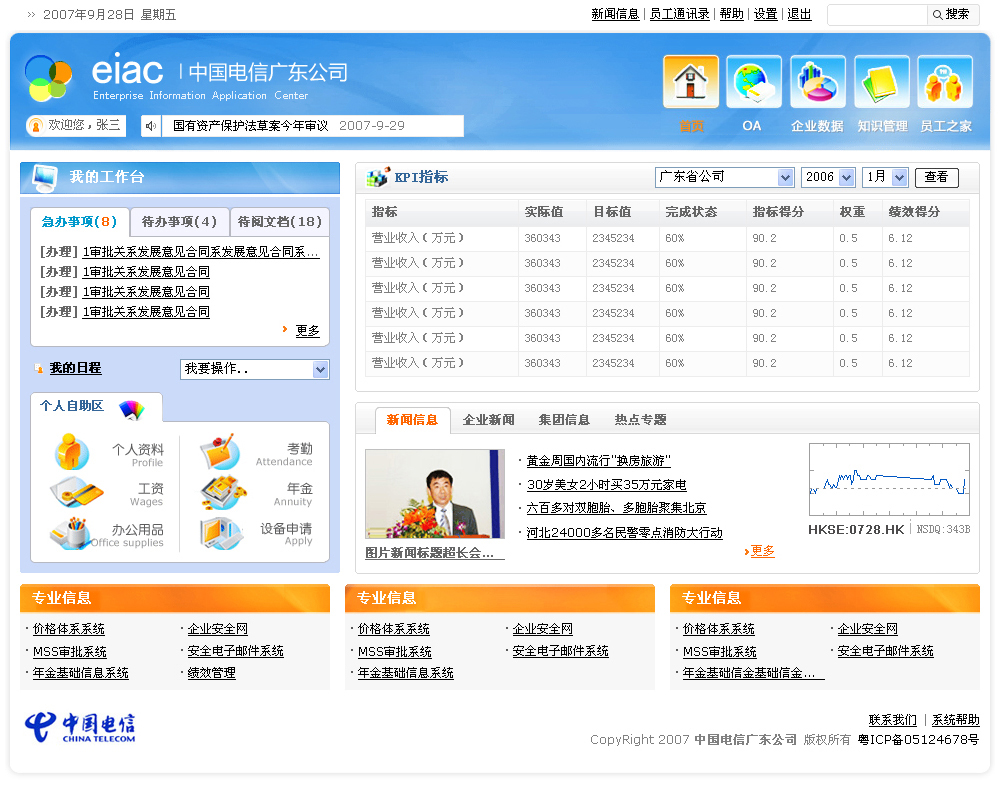 ›› 2007年9月28日 星期五
新闻信息 | 员工通讯录 | 帮助 | 设置 | 退出 搜索
eiac | 中国电信广东公司
Enterprise Information Application Center
欢迎您，张三 国有资产保护法草案今年审议 2007-9-29
首页 OA 企业数据 知识管理 员工之家
我的工作台
急办事项(8) 待办事项(4) 待阅文档(18)
[办理] 1审批关系发展意见合同系发展意见合同系...
[办理] 1审批关系发展意见合同
[办理] 1审批关系发展意见合同
[办理] 1审批关系发展意见合同
更多
我的日程 我要操作..
个人自助区
个人资料 Profile
考勤 Attendance
工资 Wages
年金 Annuity
办公用品 Office supplies
设备申请 Apply
KPI指标 广东省公司 2006 1月 查看
指标 实际值 目标值 完成状态 指标得分 权重 绩效得分
营业收入(万元) 360343 2345234 60% 90.2 0.5 6.12
营业收入(万元) 360343 2345234 60% 90.2 0.5 6.12
营业收入(万元) 360343 2345234 60% 90.2 0.5 6.12
营业收入(万元) 360343 2345234 60% 90.2 0.5 6.12
营业收入(万元) 360343 2345234 60% 90.2 0.5 6.12
营业收入(万元) 360343 2345234 60% 90.2 0.5 6.12
新闻信息 企业新闻 集团信息 热点专题
图片新闻标题超长会...
· 黄金周国内流行"换房旅游"
· 30岁美女2小时买35万元家电
· 六百多对双胞胎、多胞胎聚集北京
· 河北24000多名民警零点消防大行动
更多
HKSE:0728.HK | NSDQ:343B
专业信息
· 价格体系系统 · 企业安全网
· MSS审批系统 · 安全电子邮件系统
· 年金基础信息系统 · 绩效管理
专业信息
· 价格体系系统 · 企业安全网
· MSS审批系统 · 安全电子邮件系统
· 年金基础信息系统
专业信息
· 价格体系系统 · 企业安全网
· MSS审批系统 · 安全电子邮件系统
· 年金基础信金基础信金...
中国电信
CHINA TELECOM
联系我们 | 系统帮助
CopyRight 2007 中国电信广东公司 版权所有 粤ICP备05124678号